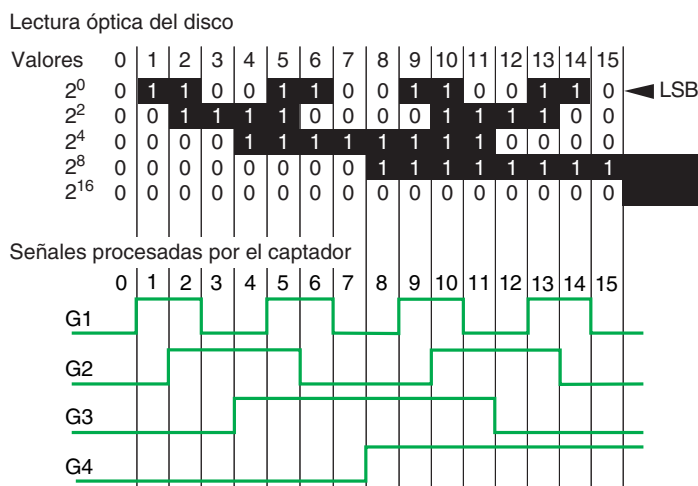 Lectura óptica del disco
Valores 0 1 2 3 4 5 6 7 8 9 10 11 12 13 14 15
2⁰ 0 1 1 0 0 1 1 0 0 1 1 0 0 1 1 0 LSB
2² 0 0 1 1 1 1 0 0 0 0 1 1 1 1 0 0
2⁴ 0 0 0 0 1 1 1 1 1 1 1 1 0 0 0 0
2⁸ 0 0 0 0 0 0 0 0 1 1 1 1 1 1 1 1
2¹⁶ 0 0 0 0 0 0 0 0 0 0 0 0 0 0 0 0
Señales procesadas por el captador
0 1 2 3 4 5 6 7 8 9 10 11 12 13 14 15
G1
G2
G3
G4